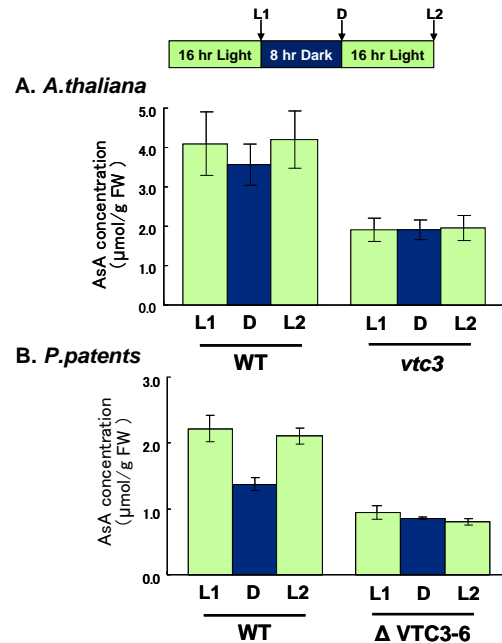 L1 D L2
16 hr Light 8 hr Dark 16 hr Light
A. A.thaliana
AsA concentration
(μmol/g FW)
5.0
4.0
3.0
2.0
1.0
0.0
L1 D L2 L1 D L2
WT vtc3
B. P.patents
AsA concentration
(μmol/g FW)
3.0
2.0
1.0
0.0
L1 D L2 L1 D L2
WT Δ VTC3-6